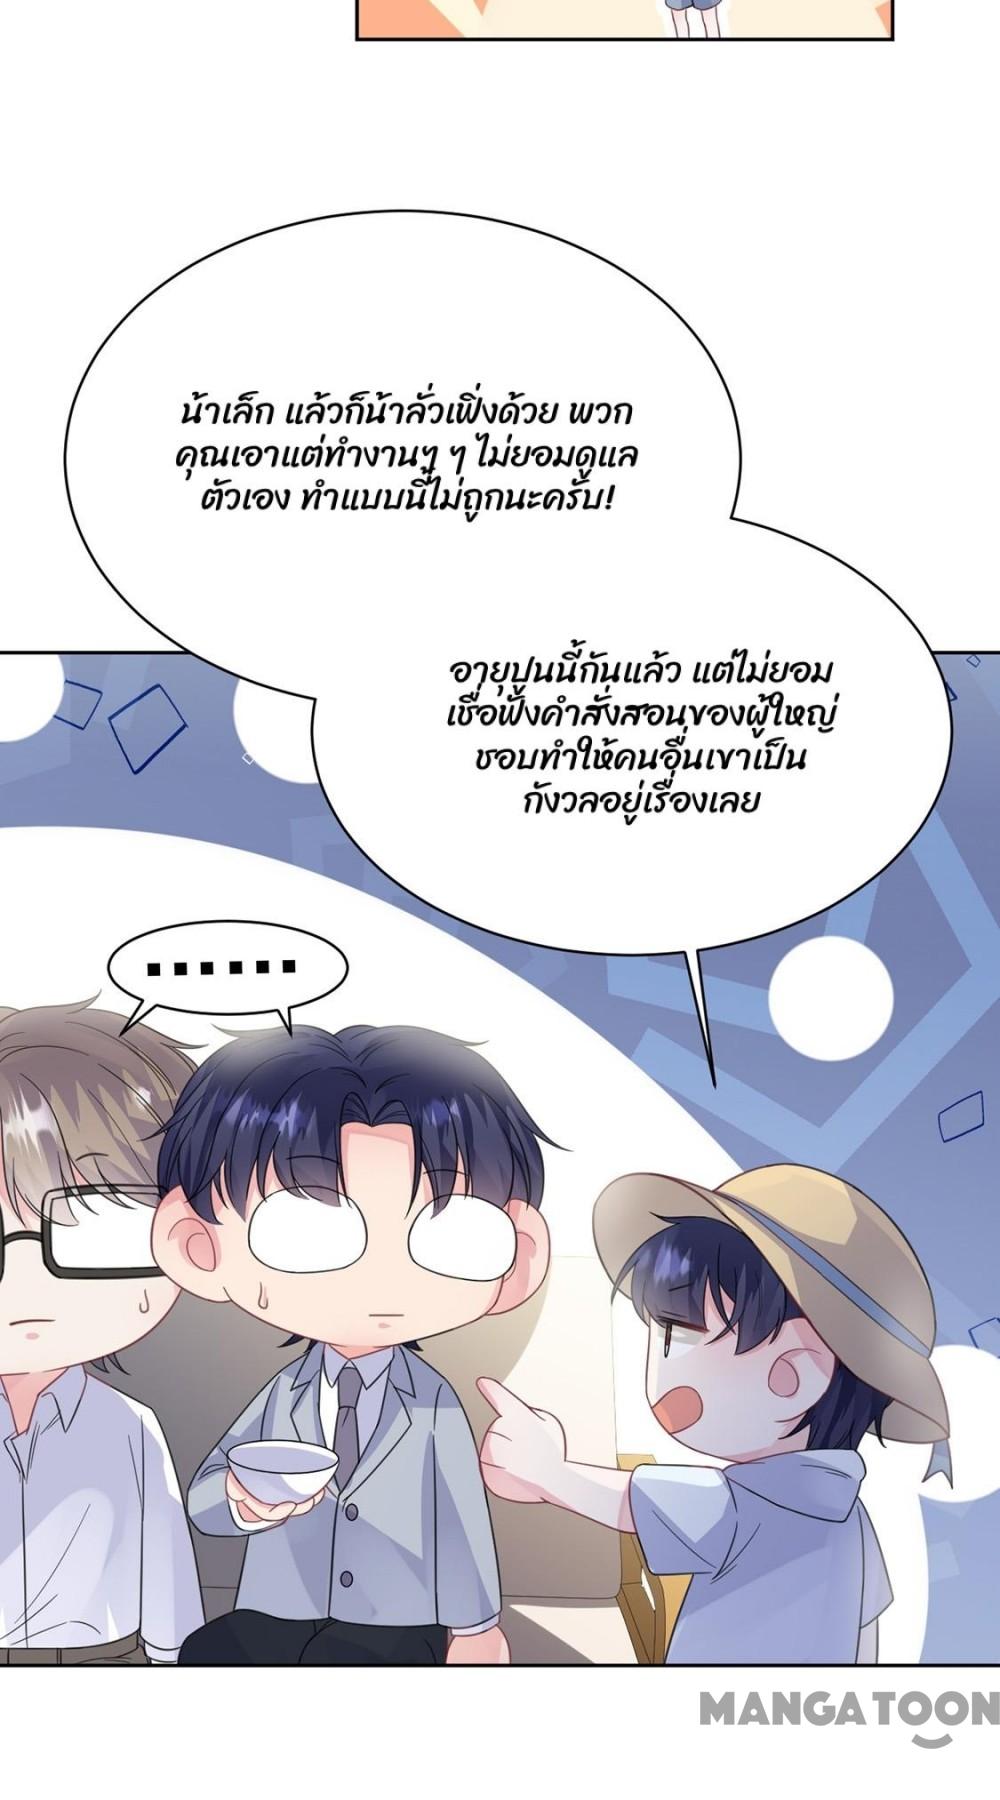 น้าเล็ก แล้วก็น้าลั่วเฟิ่งด้วย พวก
คุณเอาแต่ทำงานๆ ๆ ไม่ยอมดูแล
ตัวเอง ทำแบบนี้ไม่ถูกนะครับ!
อายุปูนนี้กันแล้ว แต่ไม่ยอม
เชื่อฟังคำสั่งสอนของผู้ใหญ่
ชอบทำให้คนอื่นเขาเป็น
กังวลอยู่เรื่องเลย
......
MANGATOON